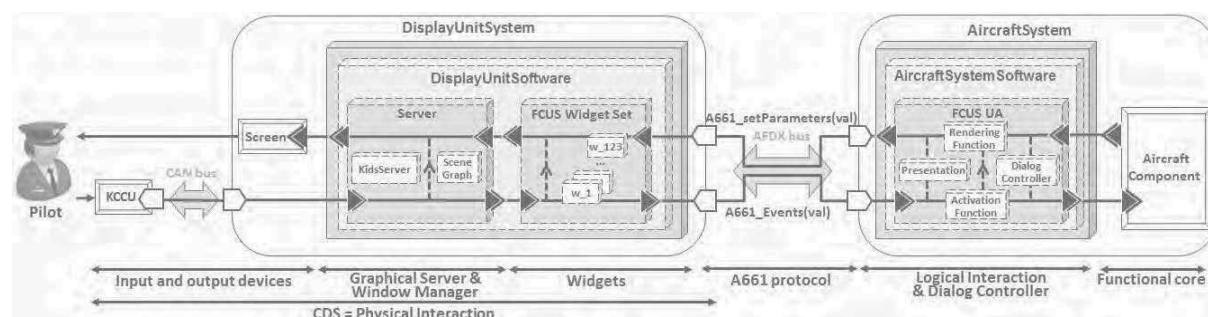 DisplayUnitSystem
AircraftSystem
DisplayUnitSoftware
AircraftSystemSoftware
Server
FCUS Widget Set
A661_setParameters(val)
FCUS UA
Screen
w_123
AFDX bus
Rendering
Function
...
CAN bus
KidsServer
Scene
Graph
Presentation
Dialog
Controller
Aircraft
Component
KCCU
w_1
Activation
Function
Pilot
A661_Events(val)
Input and output devices
Graphical Server &
Window Manager
Widgets
A661 protocol
Logical Interaction
& Dialog Controller
Functional core
CDS = Physical Interaction